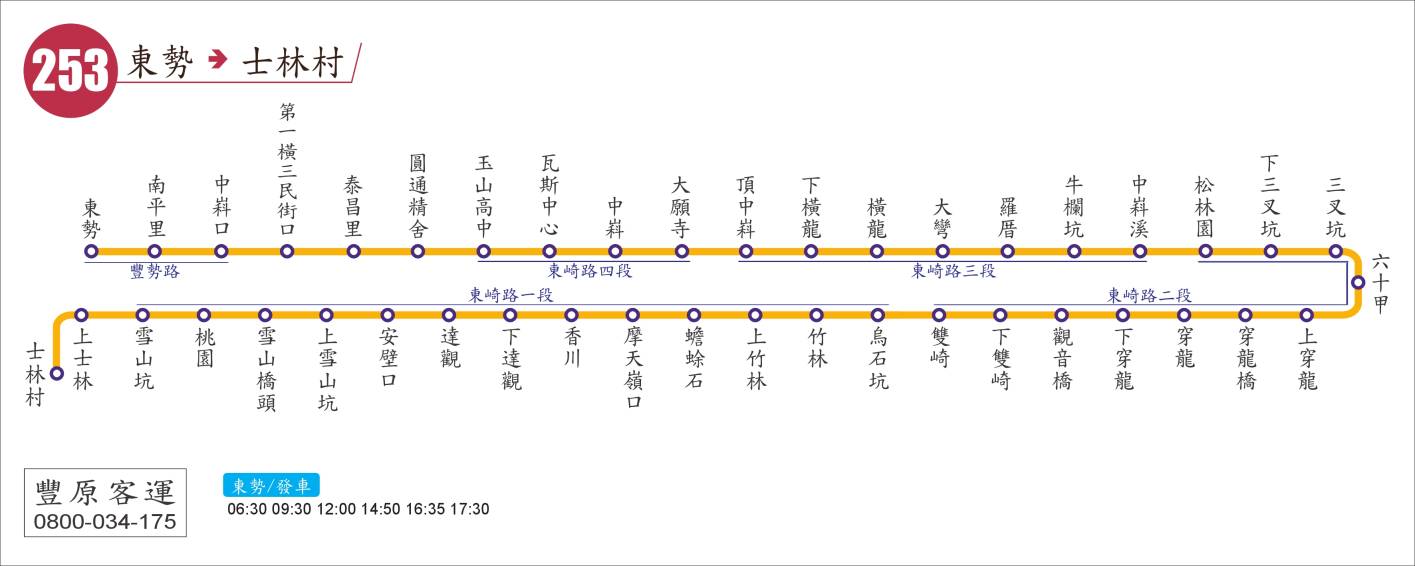 253 東勢 ➔ 士林村
東勢
南平里
中嵙口
第一橫三民街口
泰昌里
圓通精舍
玉山高中
瓦斯中心
中嵙
大願寺
頂中嵙
下橫龍
橫龍
大彎
羅厝
牛欄坑
中嵙溪
松林園
下三叉坑
三叉坑
六十甲
豐勢路
東崎路四段
東崎路三段
東崎路一段
東崎路二段
士林村
上士林
雪山坑
桃園
雪山橋頭
上雪山坑
安壁口
達觀
下達觀
香川
摩天嶺口
蟾蜍石
上竹林
竹林
烏石坑
雙崎
下雙崎
觀音橋
下穿龍
穿龍
穿龍橋
上穿龍
豐原客運
0800-034-175
東勢/發車
06:30 09:30 12:00 14:50 16:35 17:30